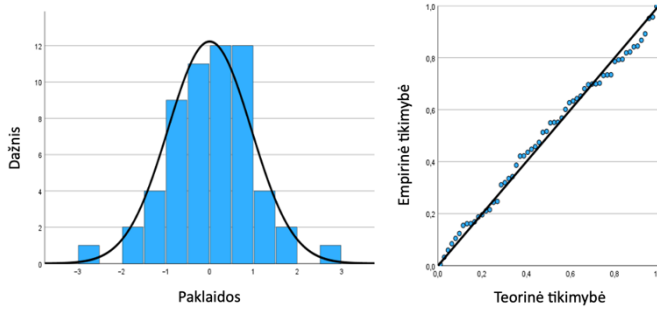 Dažnis
12
10
8
6
4
2
0
−3 −2 −1 0 1 2 3
Paklaidos
Empirinė tikimybė
1,0
0,8
0,6
0,4
0,2
0,0
0,0 0,2 0,4 0,6 0,8
Teorinė tikimybė